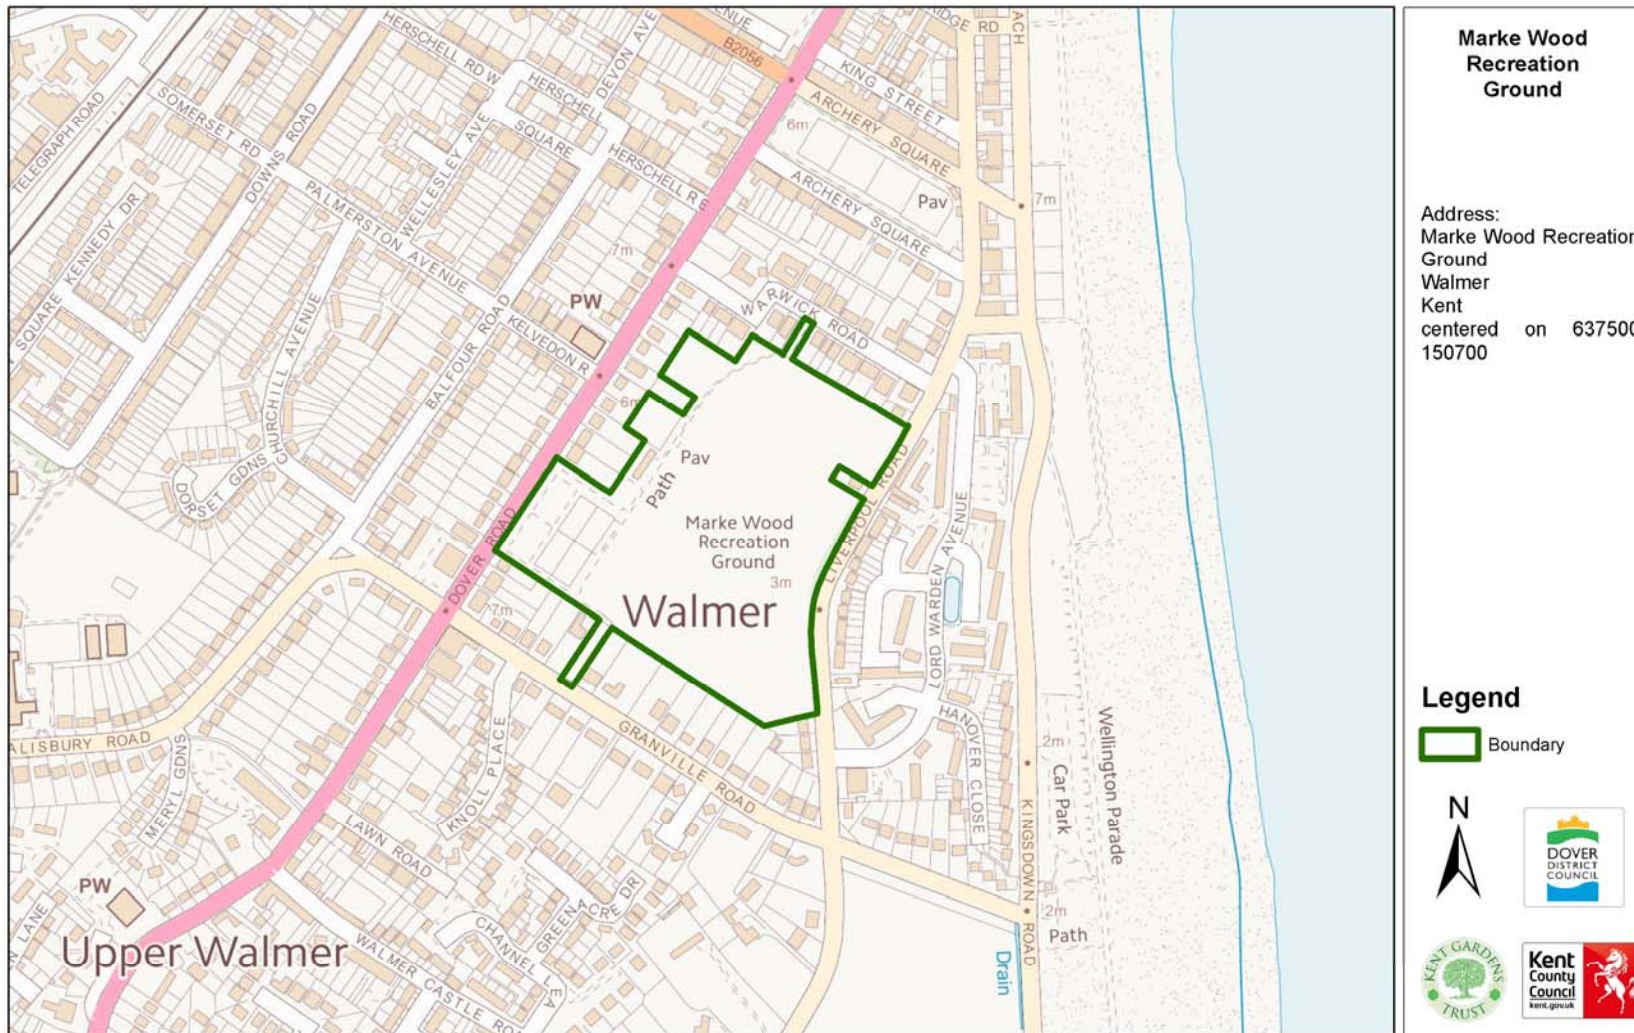 TELEGRAPH ROAD
SOMERSET RD
DOWNS ROAD
HERSCHELL RD W
HERSCHELL
SQUARE
WELLESLEY AVE
DEVON AVE
HERSCHELL R E
B2056
KING STREET
ARCHERY SQUARE
ARCHERY SQUARE
6m
Pav
7m
PALMERSTON AVENUE
SQUARE
KENNEDY DR
CHURCHILL AVENUE
BALFOUR ROAD
KELVEDON R
7m
PW
WARWICK ROAD
6m
DORSET GDNS
Pav
Path
Marke Wood
Recreation
Ground
3m
Walmer
DOVER ROAD
DOVER ROAD
7m
LIVERPOOL ROAD
LORD WARDEN AVENUE
HANOVER CLOSE
GRANVILLE ROAD
ALISBURY ROAD
MERYL GDNS
KNOLL PLACE
LAWN ROAD
PW
N LANE
Upper Walmer
GREENACRE DR
CHANNEL LEA
WALMER CASTLE RO
KINGSDOWN ROAD
2m
Car Park
Wellington Parade
2m
Path
Drain
Marke Wood
Recreation
Ground
Address:
Marke Wood Recreation
Ground
Walmer
Kent
centered on 637500
150700
Legend
Boundary
N
DOVER
DISTRICT
COUNCIL
KENT GARDENS
TRUST
Kent
County
Council
kent.gov.uk